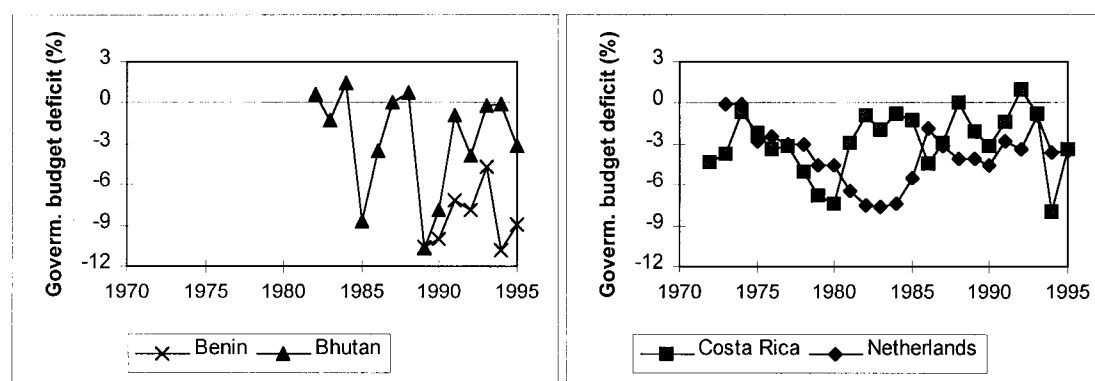 Goverm. budget deficit (%)
3
0
-3
-6
-9
-12
1970 1975 1980 1985 1990 1995
Benin Bhutan
Goverm. budget deficit (%)
3
0
-3
-6
-9
-12
1970 1975 1980 1985 1990 1995
Costa Rica Netherlands